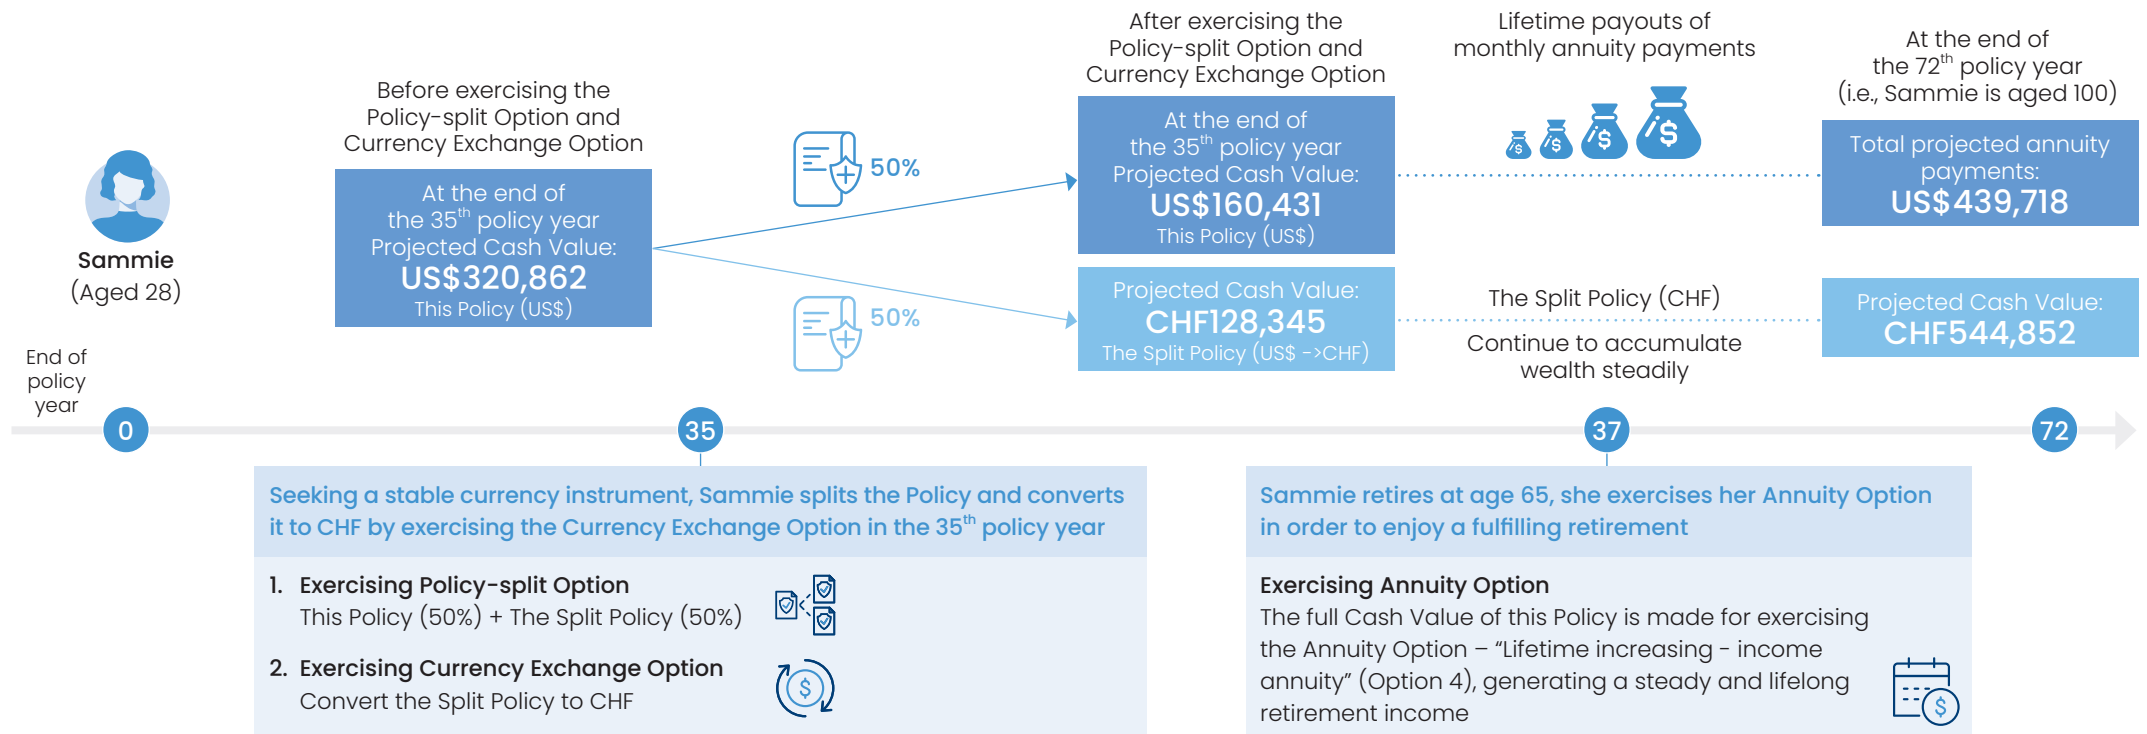 Sammie
(Aged 28)
Before exercising the
Policy-split Option and
Currency Exchange Option
At the end of
the 35th policy year
Projected Cash Value:
US$320,862
This Policy (US$)
50%
50%
After exercising the
Policy-split Option and
Currency Exchange Option
At the end of
the 35th policy year
Projected Cash Value:
US$160,431
This Policy (US$)
Projected Cash Value:
CHF128,345
The Split Policy (US$ ->CHF)
Lifetime payouts of
monthly annuity payments
$ $ $ $
The Split Policy (CHF)
Continue to accumulate
wealth steadily
At the end of
the 72th policy year
(i.e., Sammie is aged 100)
Total projected annuity
payments:
US$439,718
Projected Cash Value:
CHF544,852
End of
policy
year
0
35
37
72
Seeking a stable currency instrument, Sammie splits the Policy and converts
it to CHF by exercising the Currency Exchange Option in the 35th policy year
1. Exercising Policy-split Option
This Policy (50%) + The Split Policy (50%)
2. Exercising Currency Exchange Option
Convert the Split Policy to CHF
$
Sammie retires at age 65, she exercises her Annuity Option
in order to enjoy a fulfilling retirement
Exercising Annuity Option
The full Cash Value of this Policy is made for exercising
the Annuity Option – “Lifetime increasing - income
annuity” (Option 4), generating a steady and lifelong
retirement income
$